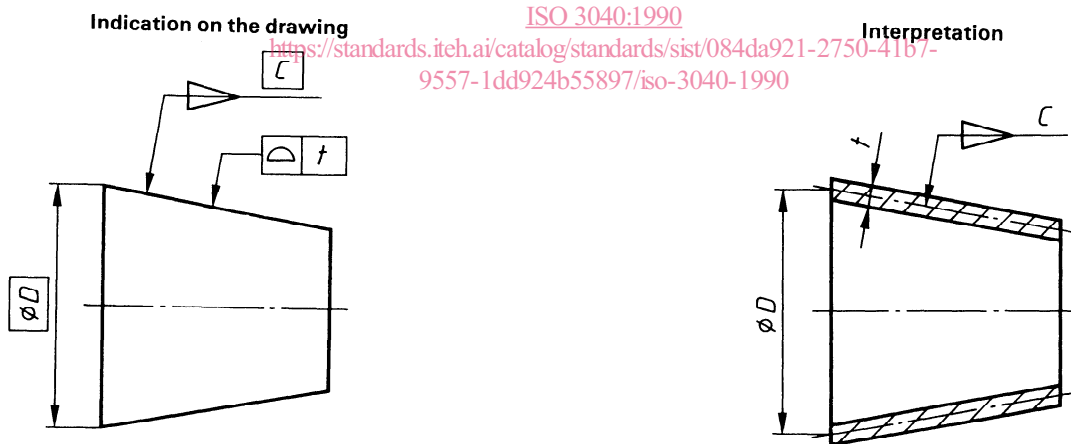 ISO 3040:1990
Indication on the drawing
Interpretation
https://standards.iteh.ai/catalog/standards/sist/084da921-2750-41b7-
9557-1dd924b55897/iso-3040-1990
C
t
øD
C
t
øD